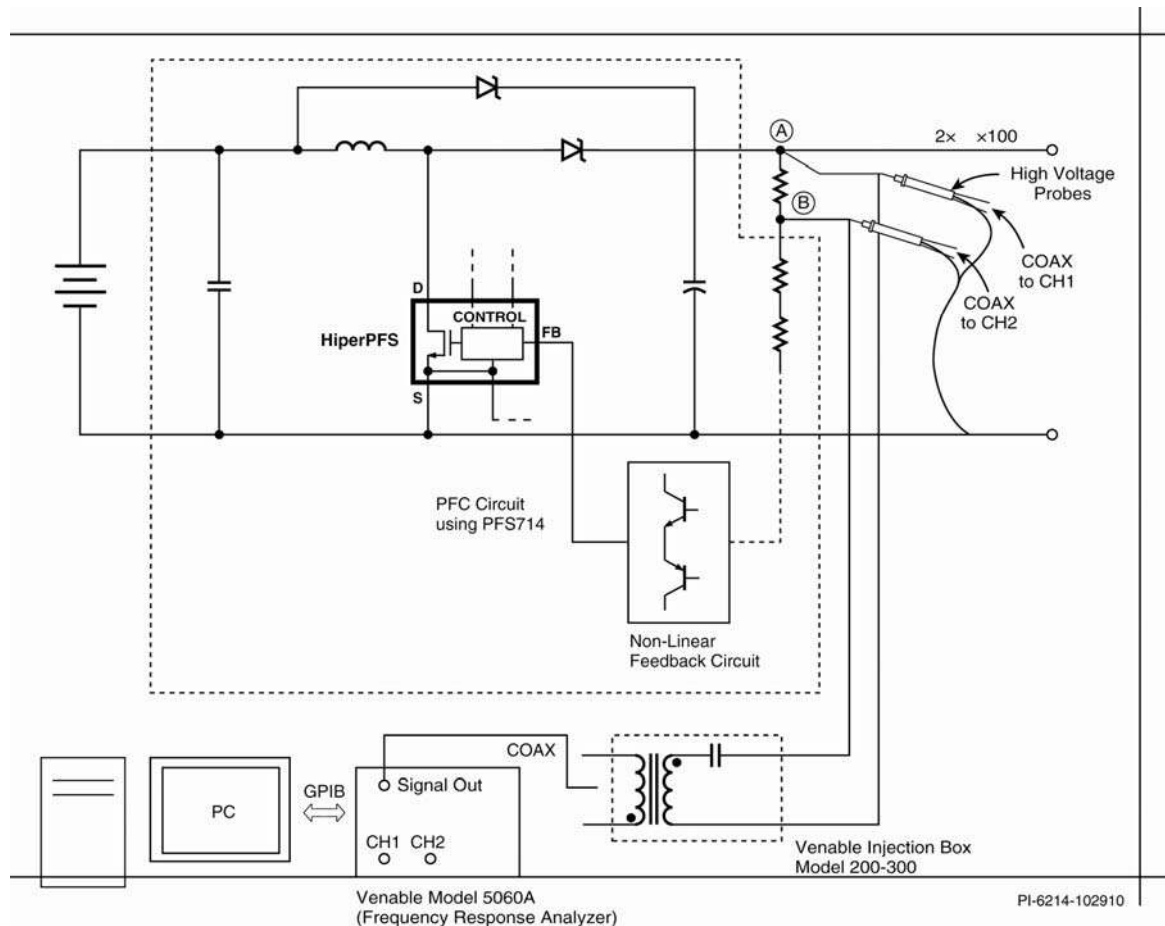 A
2× ×100
High Voltage
Probes
B
COAX
to CH1
COAX
to CH2
D
CONTROL
HiperPFS
FB
S
PFC Circuit
using PFS714
Non-Linear
Feedback Circuit
COAX
GPIB
Signal Out
PC
CH1 CH2
Venable Injection Box
Model 200-300
Venable Model 5060A
(Frequency Response Analyzer)
PI-6214-102910